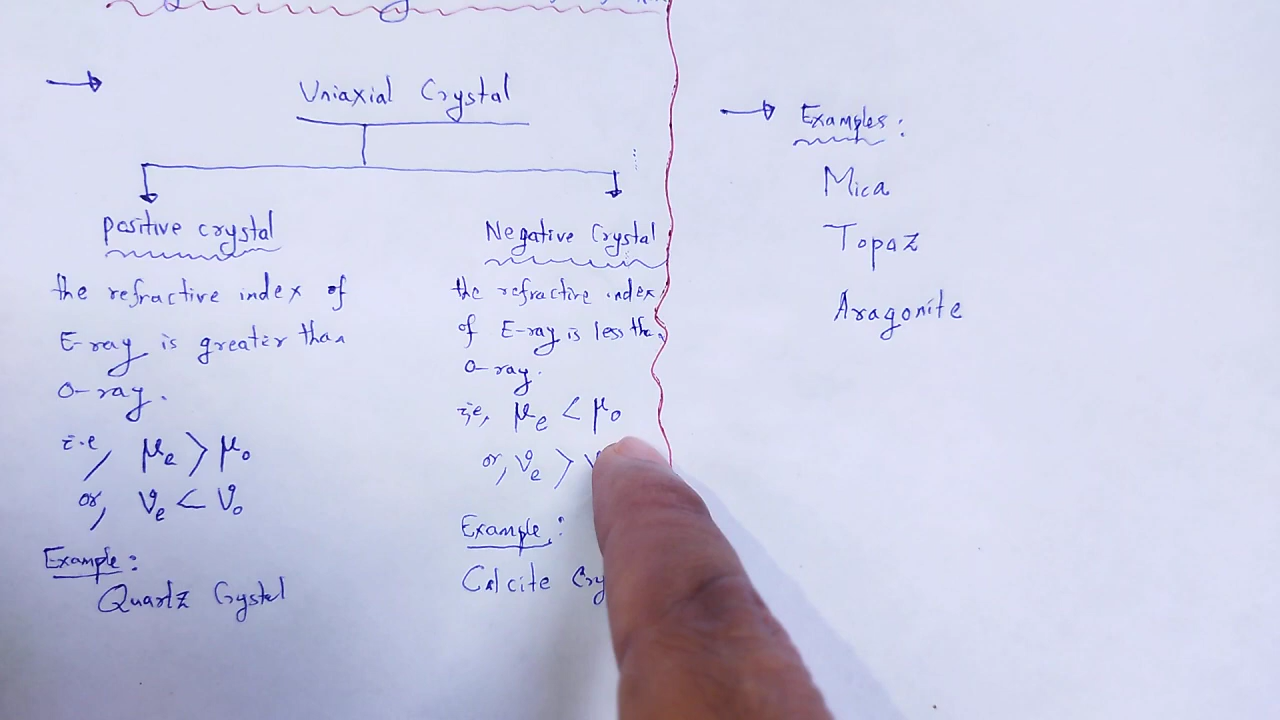 Uniaxial Crystal
positive crystal
the refractive index of
E-ray is greater than
O-ray.
i.e, μe > μo
or, ve < vo
Example:
Quartz Crystal
Negative Crystal
the refractive index
of E-ray is less than
O-ray.
i,e, μe < μo
or, ve >
Example:
Calcite
Examples:
Mica
Topaz
Aragonite